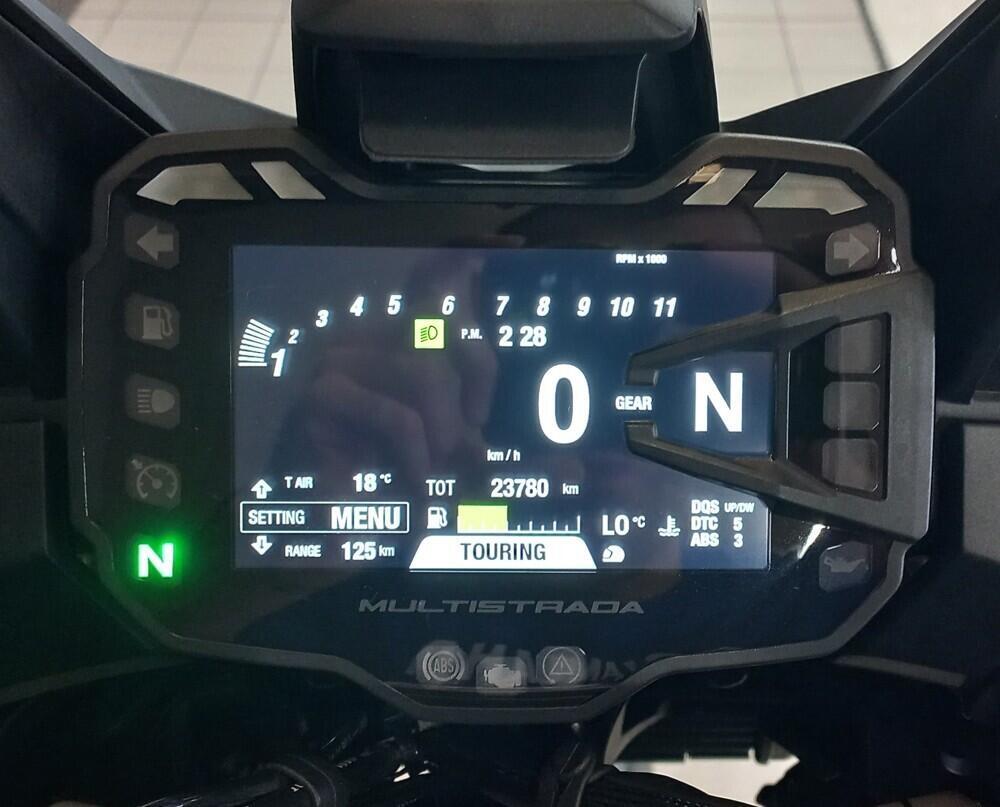 RPM x 1000
1 2 3 4 5 6 7 8 9 10 11
P.M. 2 28
0 GEAR N
km/h
T AIR 18 °C
TOT 23780 km
SETTING MENU
LO °C
DQS UP/DW
DTC 5
ABS 3
RANGE 125 km
TOURING
N
MULTISTRADA
ABS